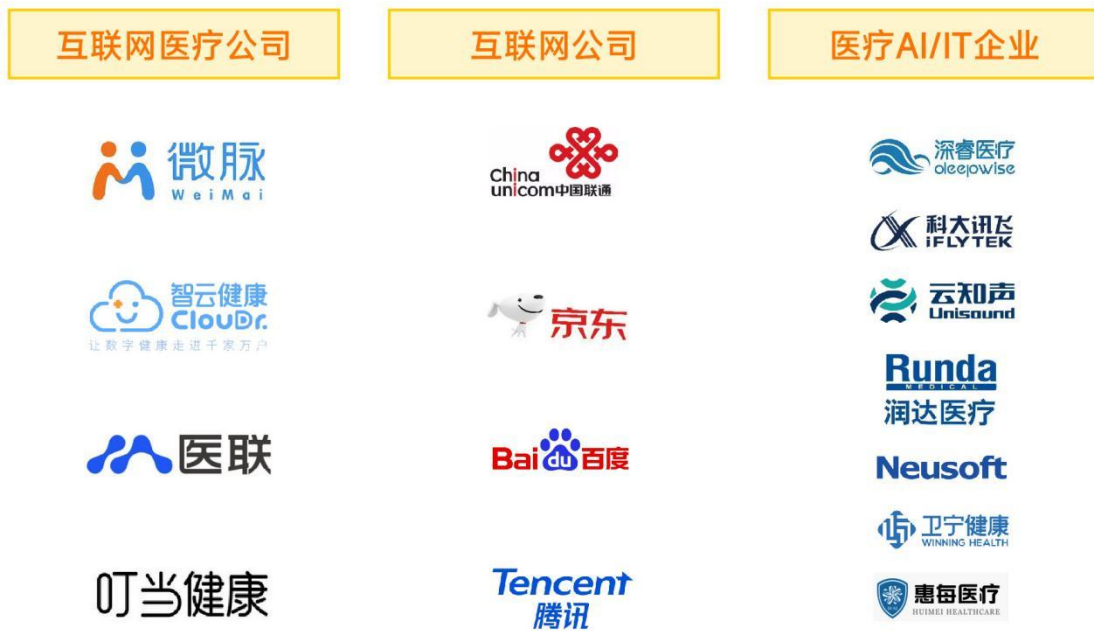 互联网医疗公司
互联网公司
医疗AI/IT企业
微脉
WeiMai
智云健康
ClouDr.
让数字健康走进千家万户
医联
叮当健康
China
unicom中国联通
京东
Bai du 百度
Tencent
腾讯
深睿医疗
deepwise
科大讯飞
iFLYTEK
云知声
Unisound
Runda
MEDICAL
润达医疗
Neusoft
卫宁健康
WINNING HEALTH
惠每医疗
HUIMEI HEALTHCARE